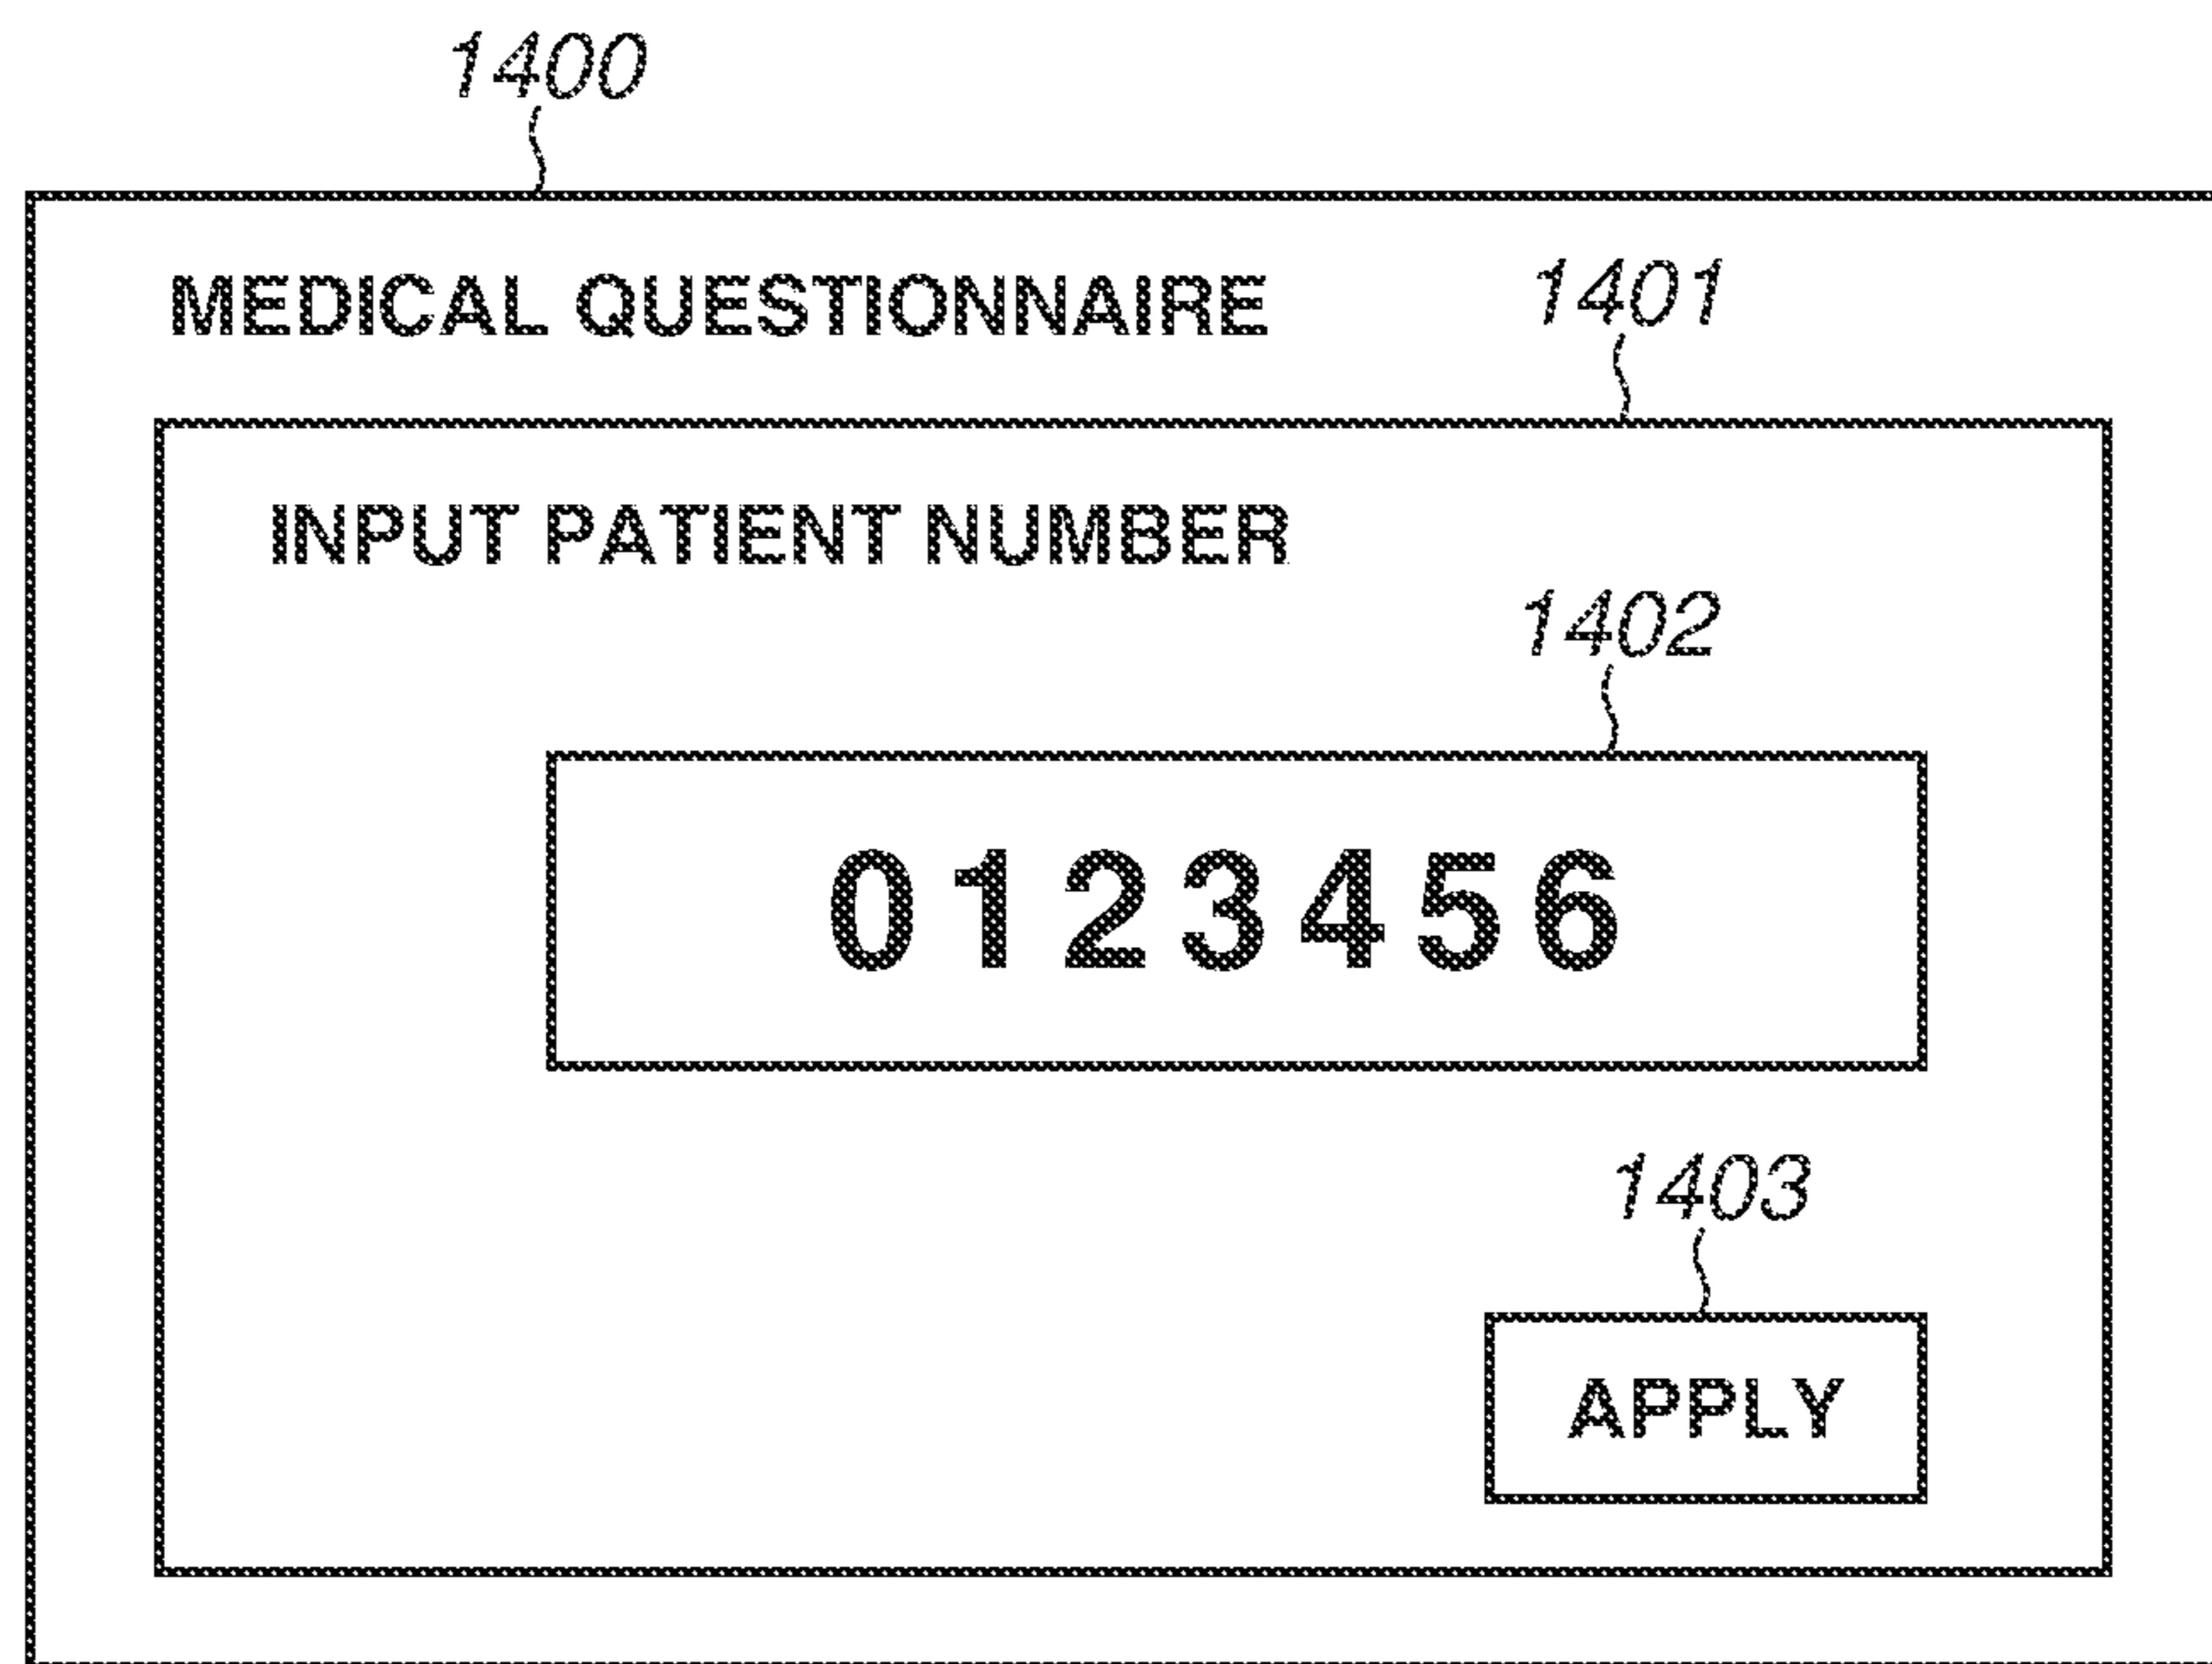 1400
MEDICAL QUESTIONNAIRE 1401
INPUT PATIENT NUMBER
1402
0123456
1403
APPLY